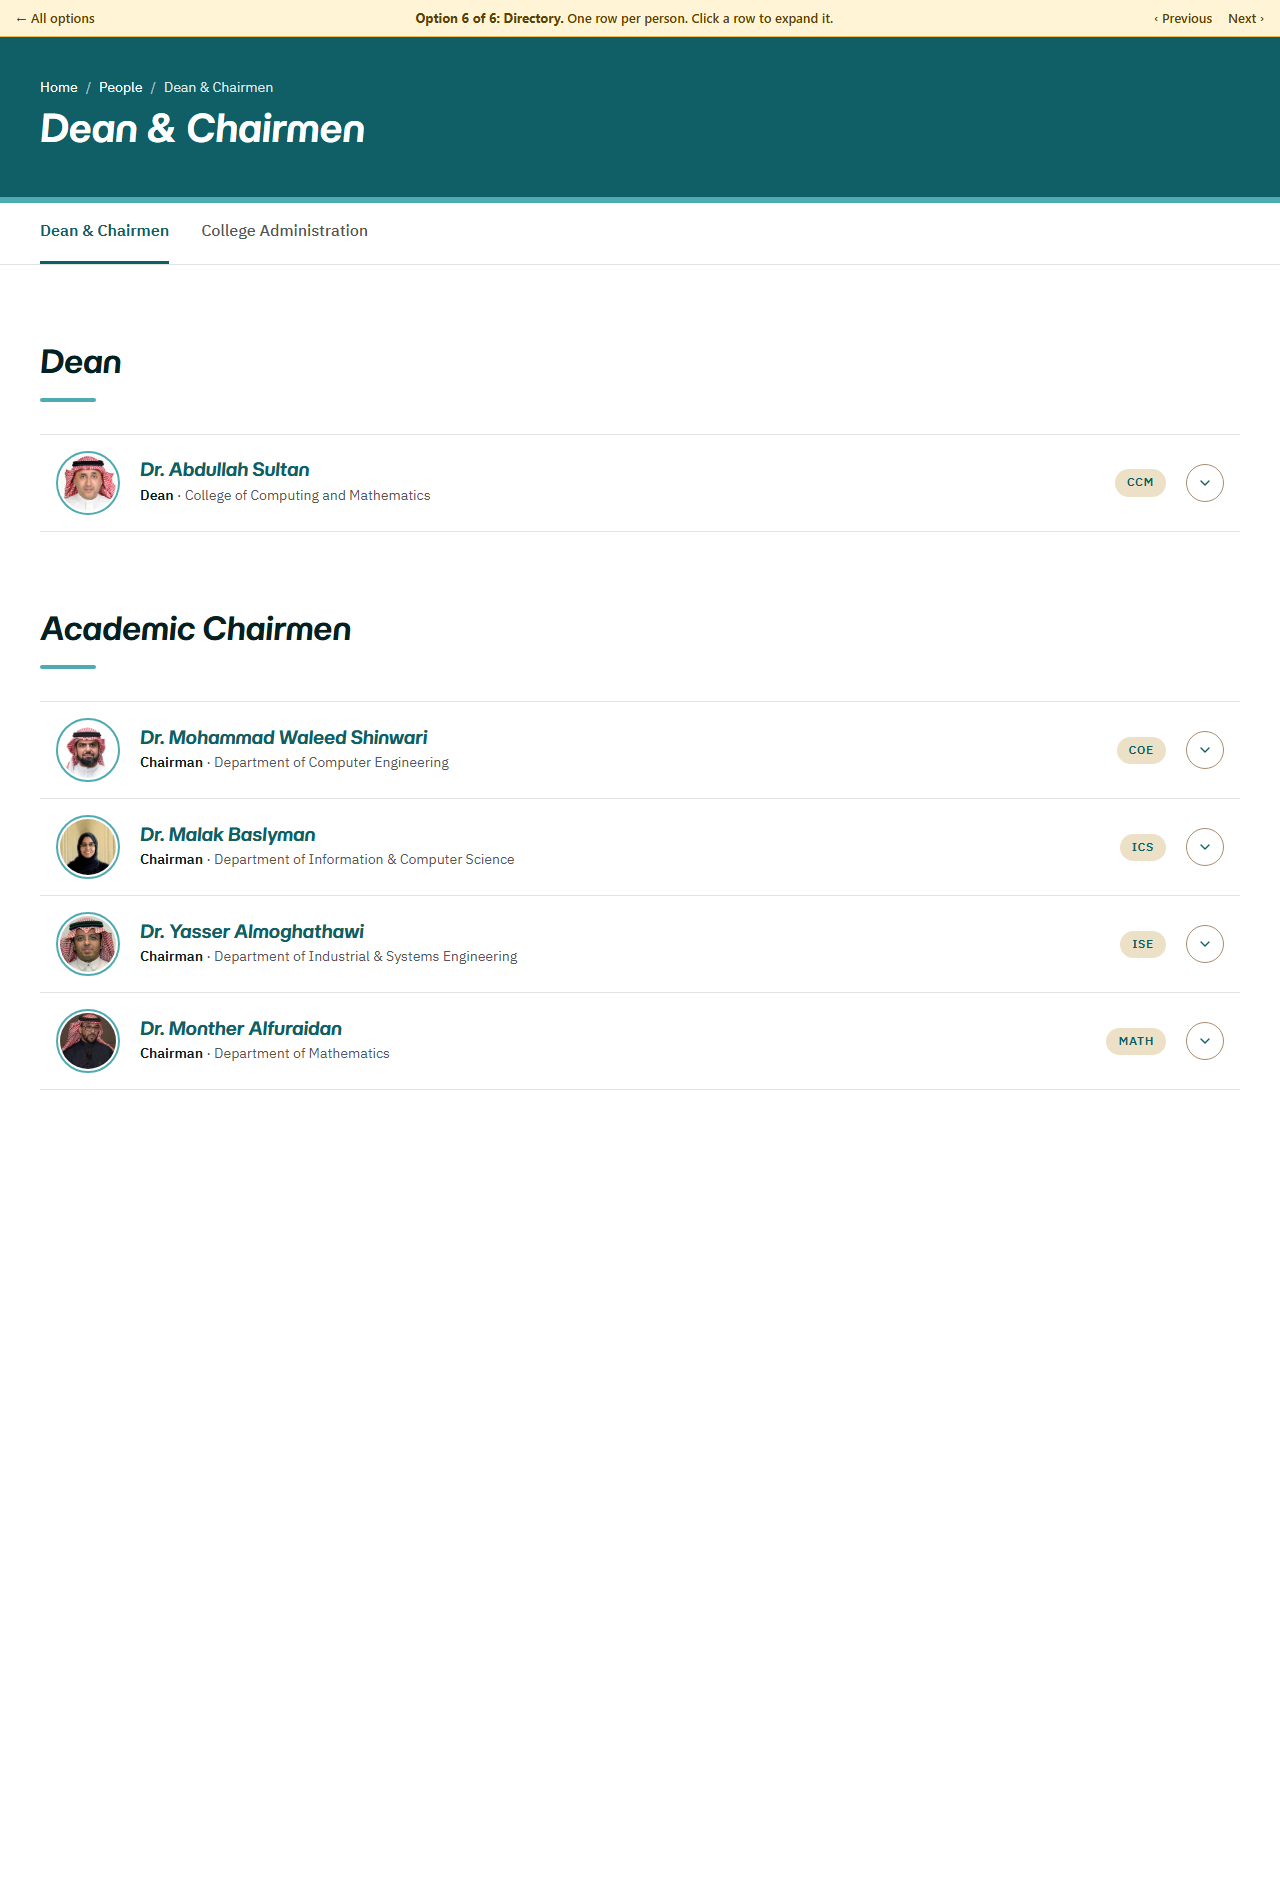 ← All options
Option 6 of 6: Directory. One row per person. Click a row to expand it.
‹ Previous Next ›
Home / People / Dean & Chairmen
Dean & Chairmen
Dean & Chairmen College Administration
Dean
Dr. Abdullah Sultan
Dean · College of Computing and Mathematics
CCM
Academic Chairmen
Dr. Mohammad Waleed Shinwari
Chairman · Department of Computer Engineering
COE
Dr. Malak Baslyman
Chairman · Department of Information & Computer Science
ICS
Dr. Yasser Almoghathawi
Chairman · Department of Industrial & Systems Engineering
ISE
Dr. Monther Alfuraidan
Chairman · Department of Mathematics
MATH